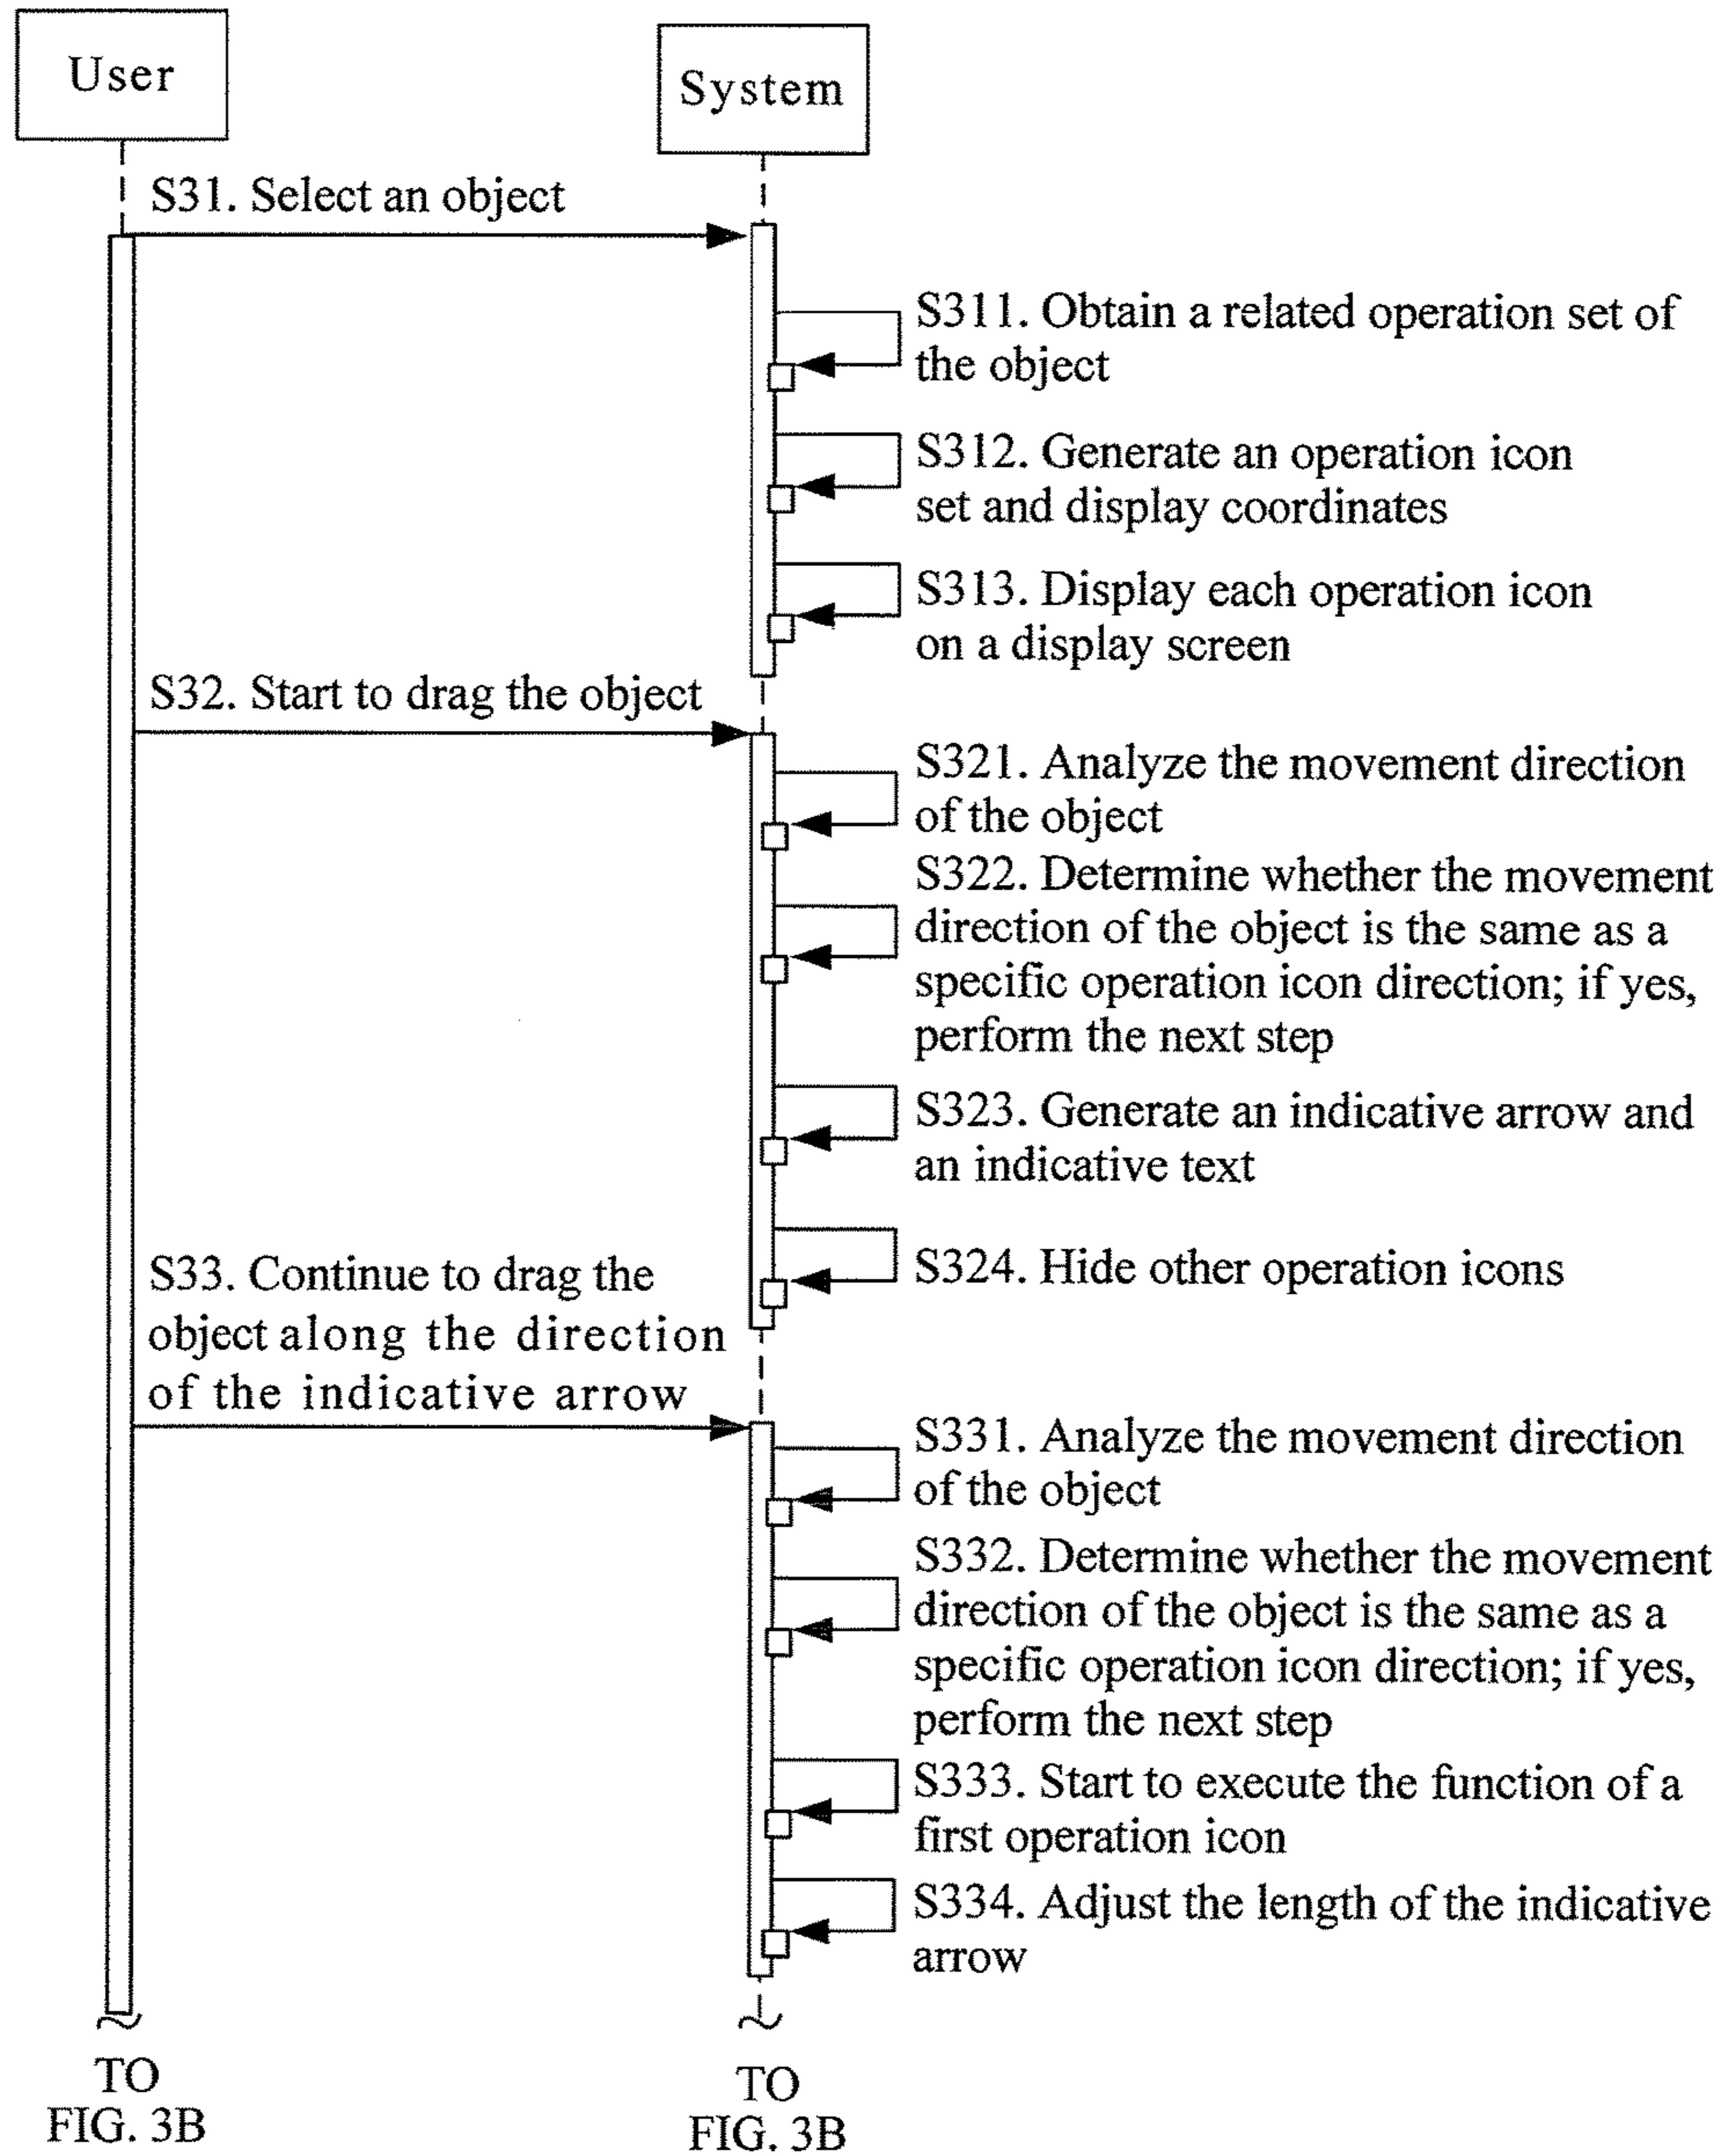 User
System
S31. Select an object
S311. Obtain a related operation set of
the object
S312. Generate an operation icon
set and display coordinates
S313. Display each operation icon
on a display screen
S32. Start to drag the object
S321. Analyze the movement direction
of the object
S322. Determine whether the movement
direction of the object is the same as a
specific operation icon direction; if yes,
perform the next step
S323. Generate an indicative arrow and
an indicative text
S324. Hide other operation icons
S33. Continue to drag the
object along the direction
of the indicative arrow
S331. Analyze the movement direction
of the object
S332. Determine whether the movement
direction of the object is the same as a
specific operation icon direction; if yes,
perform the next step
S333. Start to execute the function of a
first operation icon
S334. Adjust the length of the indicative
arrow
TO
FIG. 3B
TO
FIG. 3B